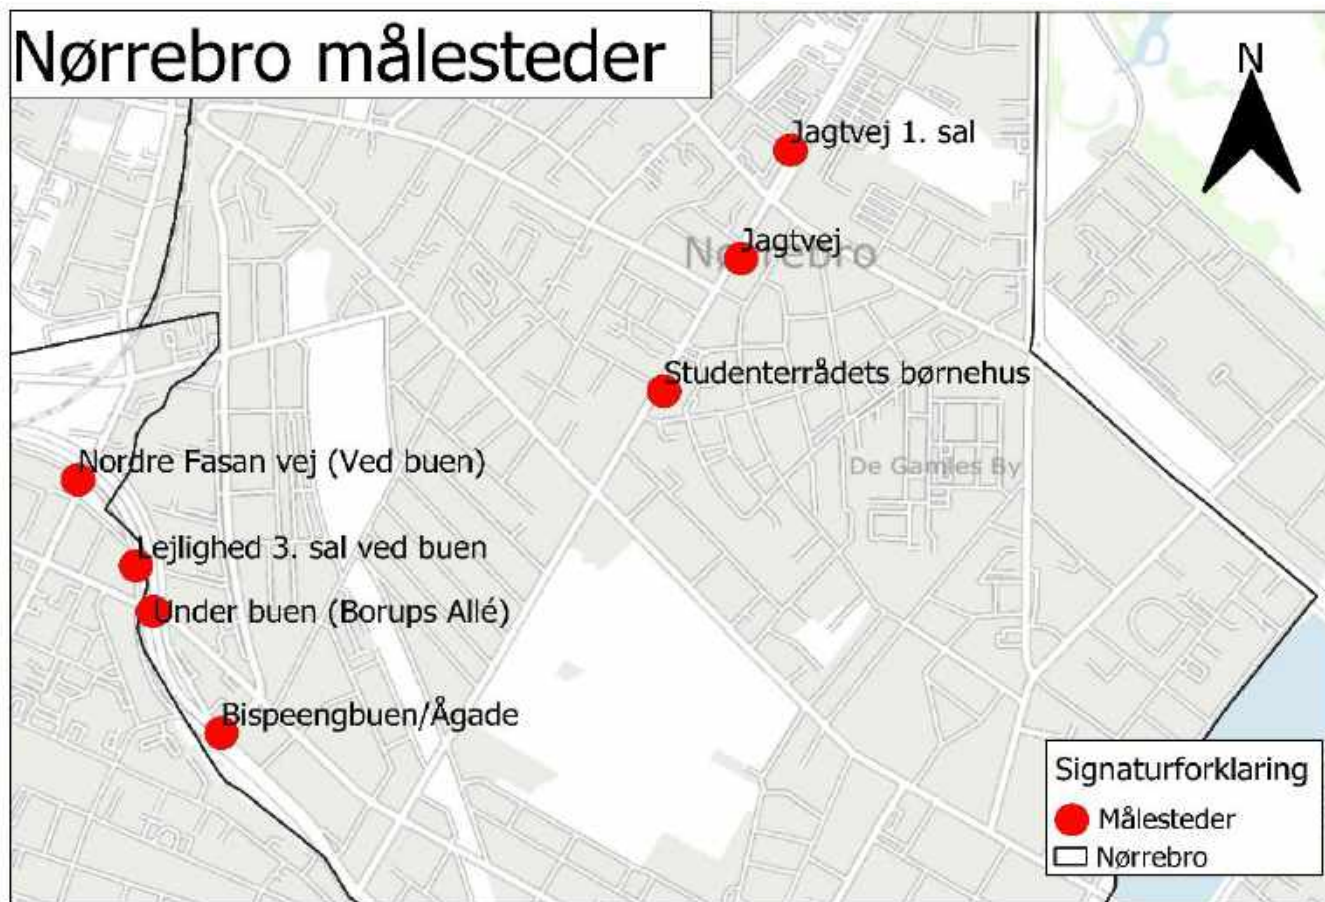 Nørrebro målesteder
N
Jagtvej 1. sal
Jagtvej
Nørrebro
Studenterrådets børnehus
De Gamles By
Nordre Fasan vej (Ved buen)
Lejlighed 3. sal ved buen
Under buen (Borups Allé)
Bispeengbuen/Ågade
Signaturforklaring
Målesteder
Nørrebro